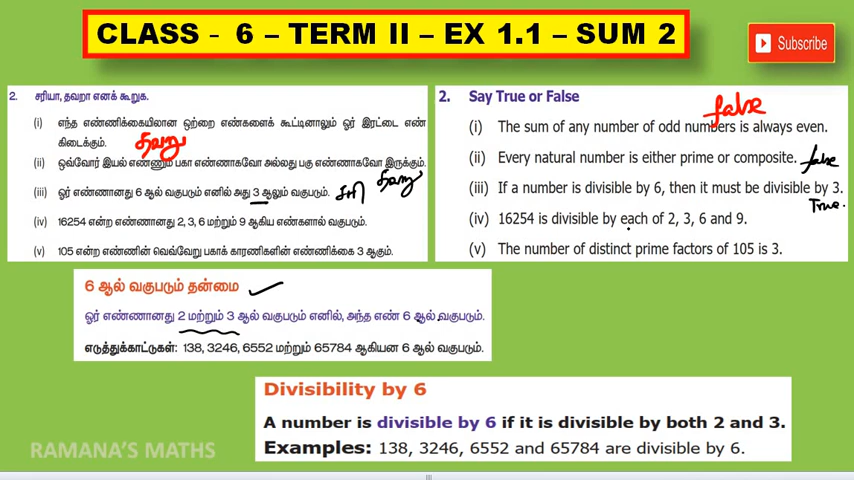 CLASS - 6 – TERM II – EX 1.1 – SUM 2
Subscribe
2. சரியா, தவறா எனக் கூறுக.
(i) எந்த எண்ணிக்கையிலான ஒற்றை எண்களைக் கூட்டினாலும் ஓர் இரட்டை எண்
கிடைக்கும். தவறு
(ii) ஒவ்வோர் இயல் எண்ணும் பகா எண்ணாகவோ அல்லது பகு எண்ணாகவோ இருக்கும்.
தவறு
(iii) ஓர் எண்ணானது 6 ஆல் வகுபடும் எனில் அது 3 ஆலும் வகுபடும். சரி
(iv) 16254 என்ற எண்ணானது 2, 3, 6 மற்றும் 9 ஆகிய எண்களால் வகுபடும்.
(v) 105 என்ற எண்ணின் வெவ்வேறு பகாக் காரணிகளின் எண்ணிக்கை 3 ஆகும்.
2. Say True or False
false
(i) The sum of any number of odd numbers is always even.
(ii) Every natural number is either prime or composite. false
(iii) If a number is divisible by 6, then it must be divisible by 3.
True.
(iv) 16254 is divisible by each of 2, 3, 6 and 9.
(v) The number of distinct prime factors of 105 is 3.
6 ஆல் வகுபடும் தன்மை
ஓர் எண்ணானது 2 மற்றும் 3 ஆல் வகுபடும் எனில், அந்த எண் 6 ஆல் வகுபடும்.
எடுத்துக்காட்டுகள்: 138, 3246, 6552 மற்றும் 65784 ஆகியன 6 ஆல் வகுபடும்.
Divisibility by 6
A number is divisible by 6 if it is divisible by both 2 and 3.
Examples: 138, 3246, 6552 and 65784 are divisible by 6.
RAMANA'S MATHS